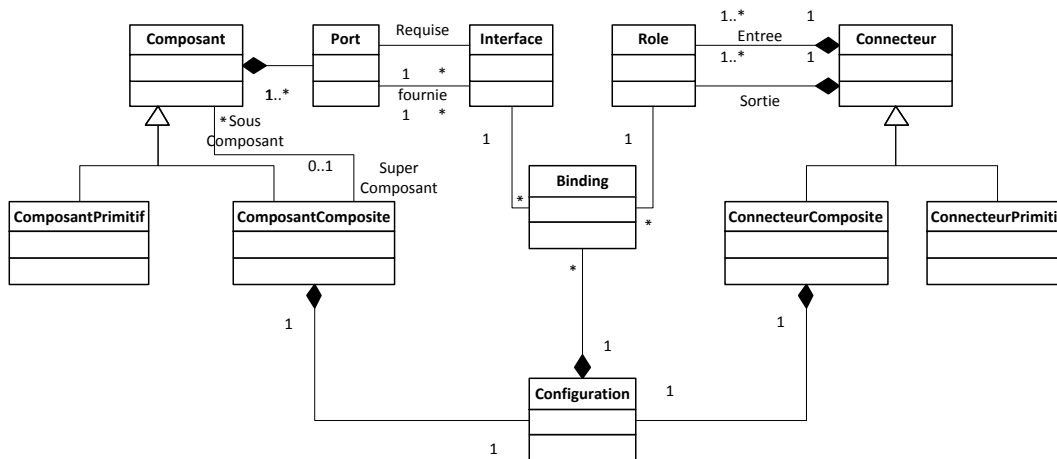 1..* 1
Composant
Port
Requise
Interface
Role
Entree
Connecteur
1..* 1
1 *
1..*
fournie
Sortie
1 *
* Sous
Composant
1
1
0..1
Super
Composant
Binding
ComposantPrimitif
ComposantComposite
*
*
ConnecteurComposite
ConnecteurPrimitif
*
1
1
1
Configuration
1
1